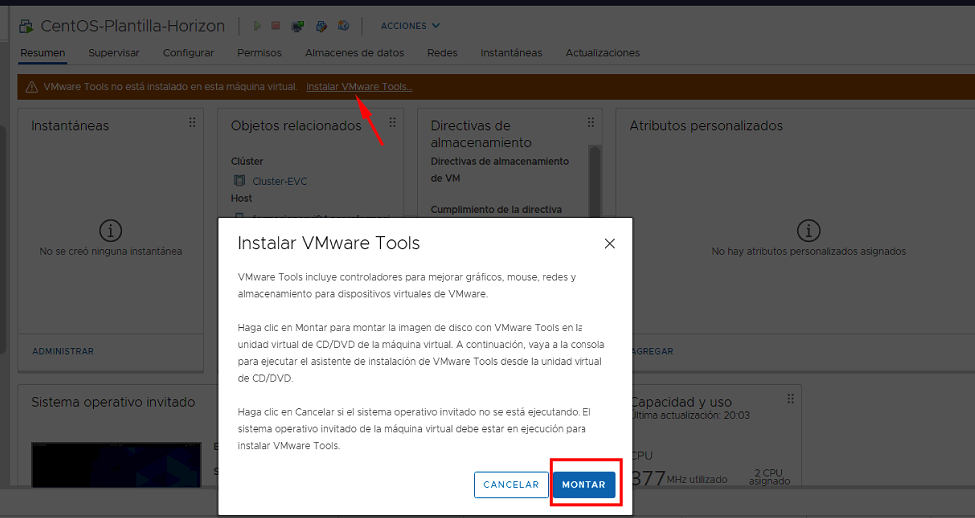 CentOS-Plantilla-Horizon
ACCIONES
Resumen Supervisar Configurar Permisos Almacenes de datos Redes Instantáneas Actualizaciones
VMware Tools no está instalado en esta máquina virtual. Instalar VMware Tools...
Instantáneas
No se creó ninguna instantánea
ADMINISTRAR
Objetos relacionados
Clúster
Cluster-EVC
Host
Directivas de
almacenamiento
Directivas de almacenamiento
de VM
Cumplimiento de la directiva
Atributos personalizados
No hay atributos personalizados asignados
AGREGAR
Instalar VMware Tools
VMware Tools incluye controladores para mejorar gráficos, mouse, redes y
almacenamiento para dispositivos virtuales de VMware.
Haga clic en Montar para montar la imagen de disco con VMware Tools en la
unidad virtual de CD/DVD de la máquina virtual. A continuación, vaya a la consola
para ejecutar el asistente de instalación de VMware Tools desde la unidad virtual
de CD/DVD.
Haga clic en Cancelar si el sistema operativo invitado no se está ejecutando. El
sistema operativo invitado de la máquina virtual debe estar en ejecución para
instalar VMware Tools.
CANCELAR MONTAR
Sistema operativo invitado
Capacidad y uso
Última actualización: 20:03
CPU
377 MHz utilizado
2 CPU
asignado